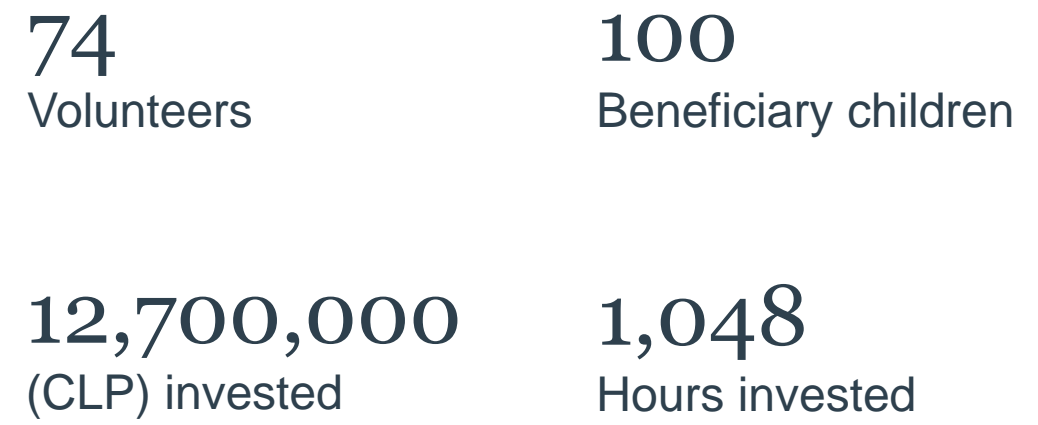 74
Volunteers
100
Beneficiary children
12,700,000
(CLP) invested
1,048
Hours invested